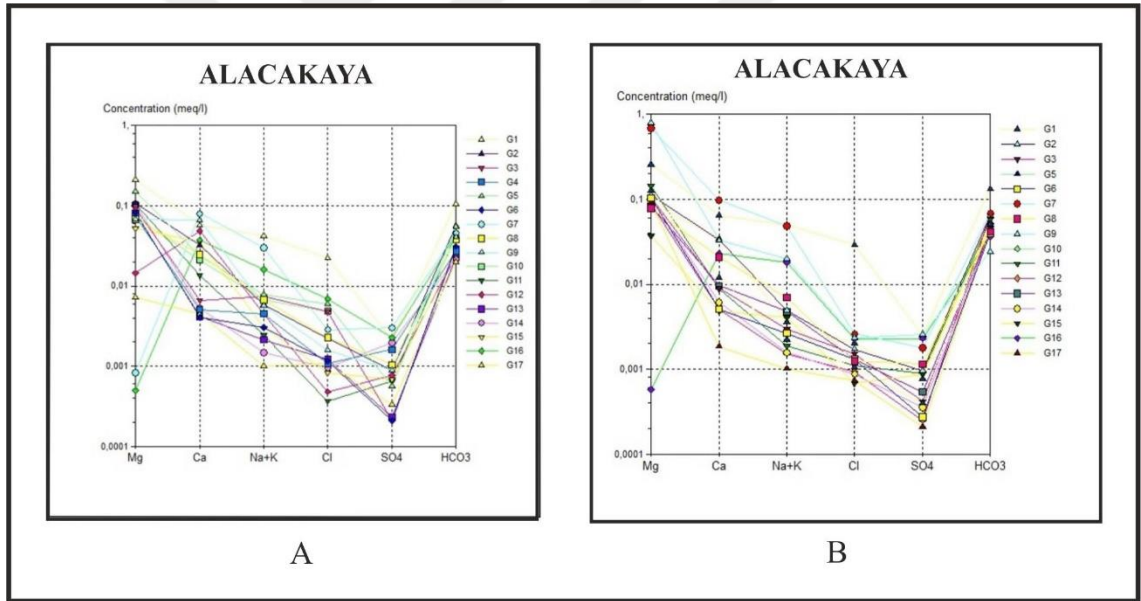 ALACAKAYA
Concentration (meq/l)
1,
0,1
0,01
0,001
0,0001
Mg Ca Na+K Cl SO4 HCO3
G1
G2
G3
G4
G5
G6
G7
G8
G9
G10
G11
G12
G13
G14
G15
G16
G17
A
ALACAKAYA
Concentration (meq/l)
1,
0,1
0,01
0,001
0,0001
Mg Ca Na+K Cl SO4 HCO3
G1
G2
G3
G5
G6
G7
G8
G9
G10
G11
G12
G13
G14
G15
G16
G17
B